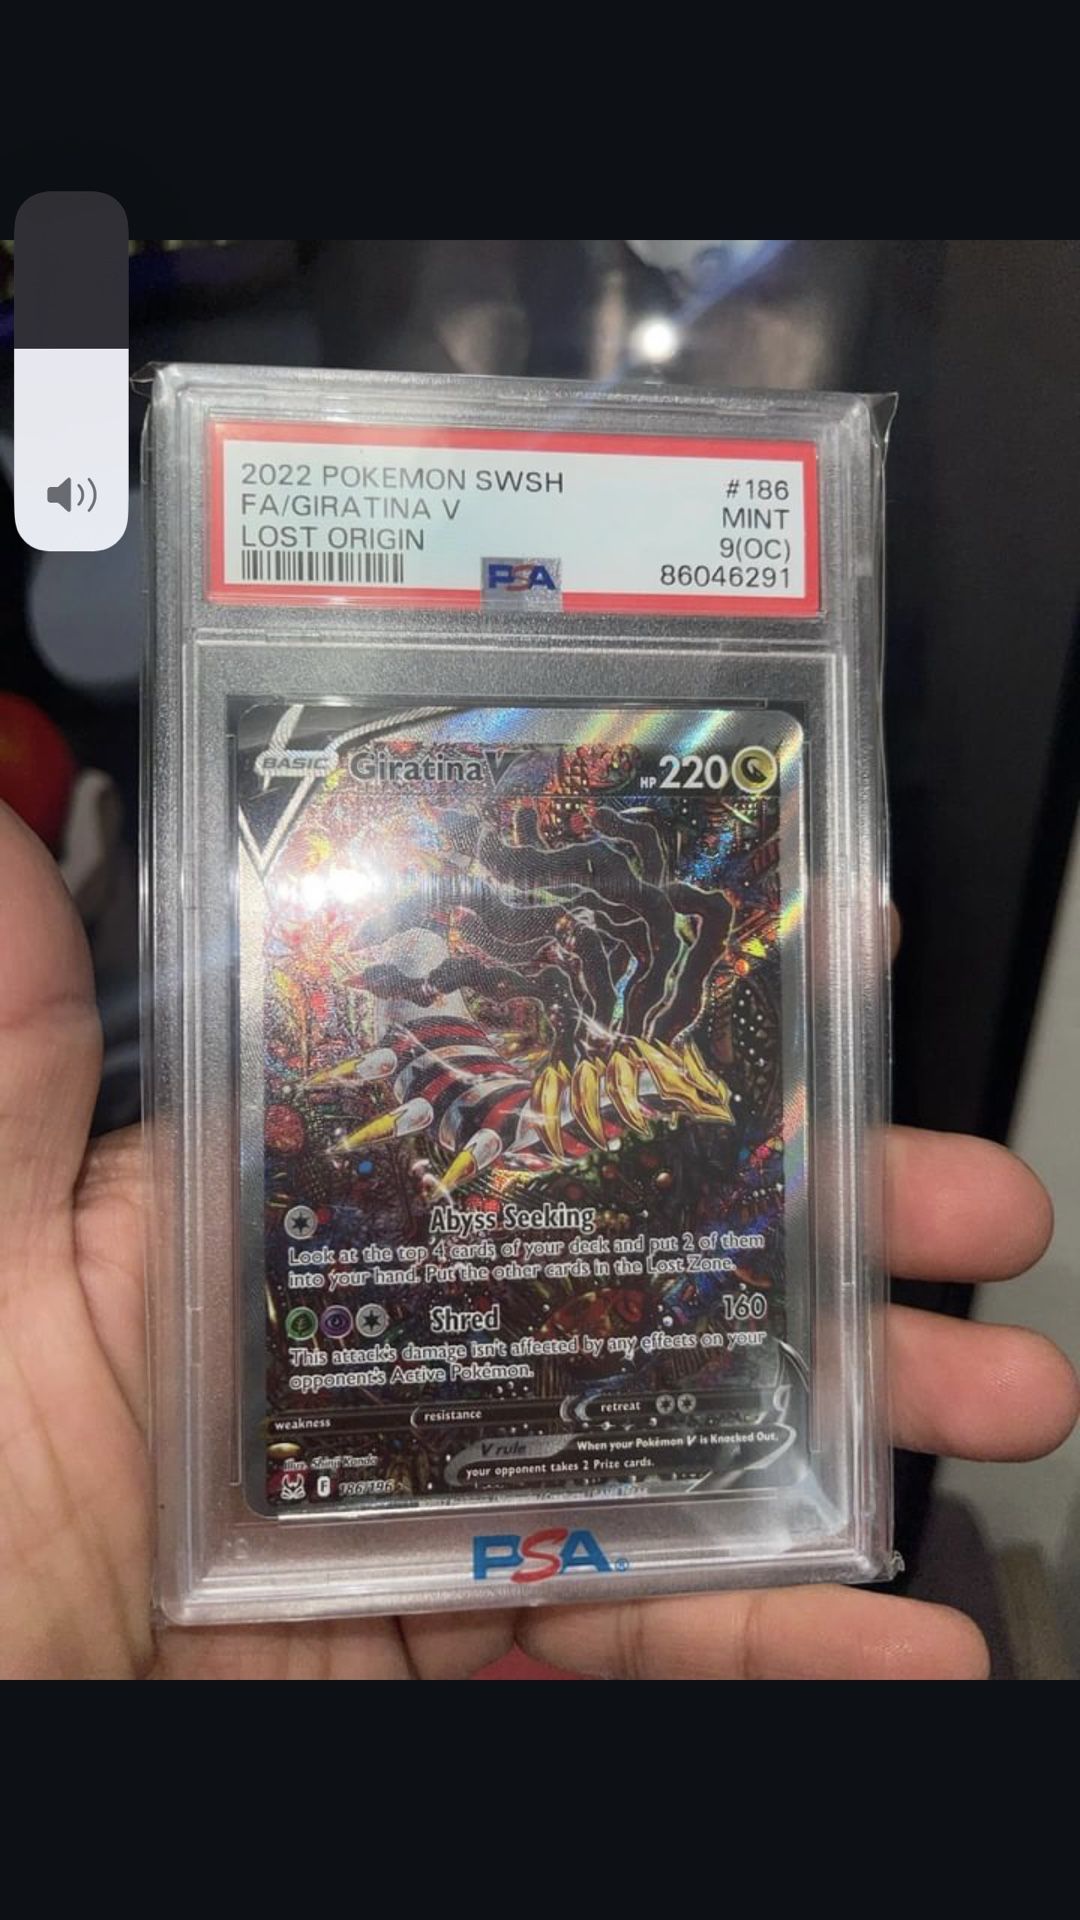 2022 POKEMON SWSH
#186
FA/GIRATINA V
MINT
LOST ORIGIN
9(OC)
PSA
86046291
BASIC
Giratina V
HP 220
Abyss Seeking
Look at the top 4 cards of your deck and put 2 of them
into your hand. Put the other cards in the Lost Zone.
Shred 160
This attack's damage isn't affected by any effects on your
opponent's Active Pokémon.
weakness resistance retreat
V rule When your Pokémon V is Knocked Out,
your opponent takes 2 Prize cards.
Illus. Shinji Kanda
F 186/196
PSA®